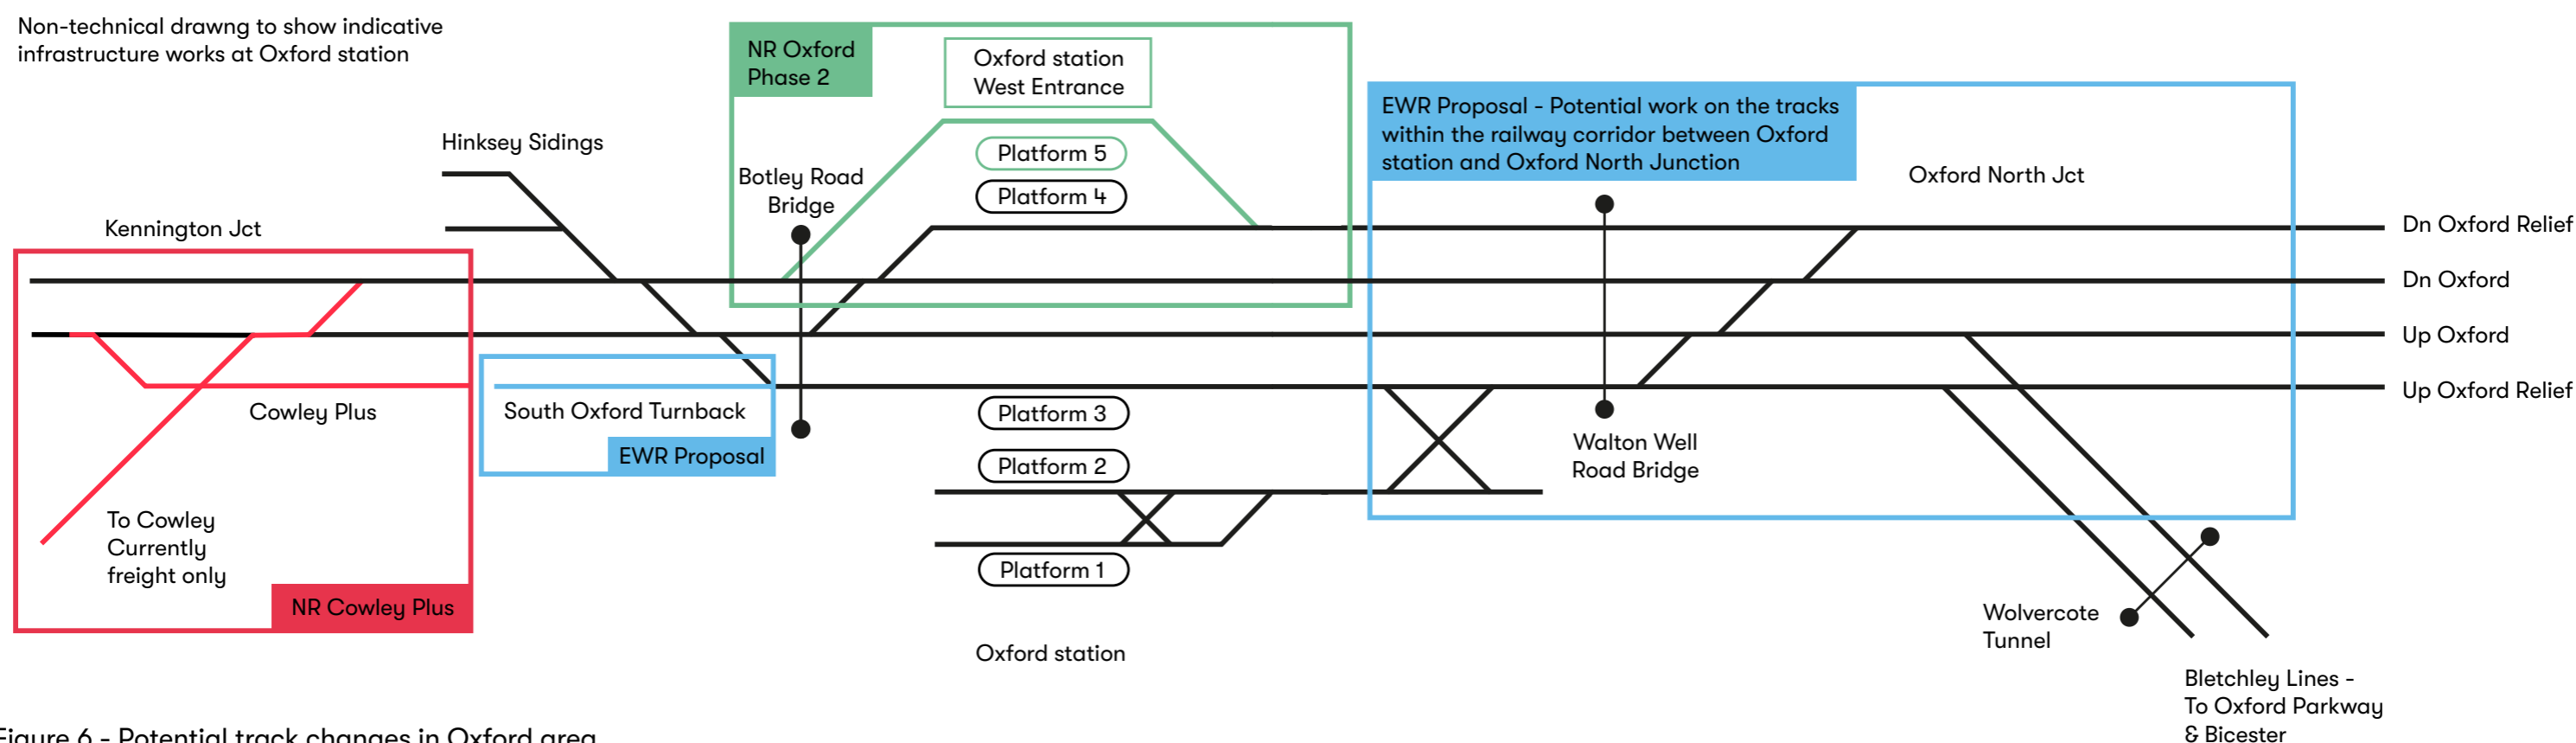 Non-technical drawng to show indicative
infrastructure works at Oxford station
NR Oxford
Phase 2
Oxford station
West Entrance
EWR Proposal - Potential work on the tracks
within the railway corridor between Oxford
station and Oxford North Junction
Hinksey Sidings
Platform 5
Botley Road
Bridge
Platform 4
Oxford North Jct
Kennington Jct
Dn Oxford Relief
Dn Oxford
Up Oxford
Up Oxford Relief
Cowley Plus
South Oxford Turnback
EWR Proposal
Platform 3
Platform 2
Walton Well
Road Bridge
To Cowley
Currently
freight only
NR Cowley Plus
Platform 1
Oxford station
Wolvercote
Tunnel
Bletchley Lines -
To Oxford Parkway
& Bicester
Figure 6 - Potential track changes in Oxford area